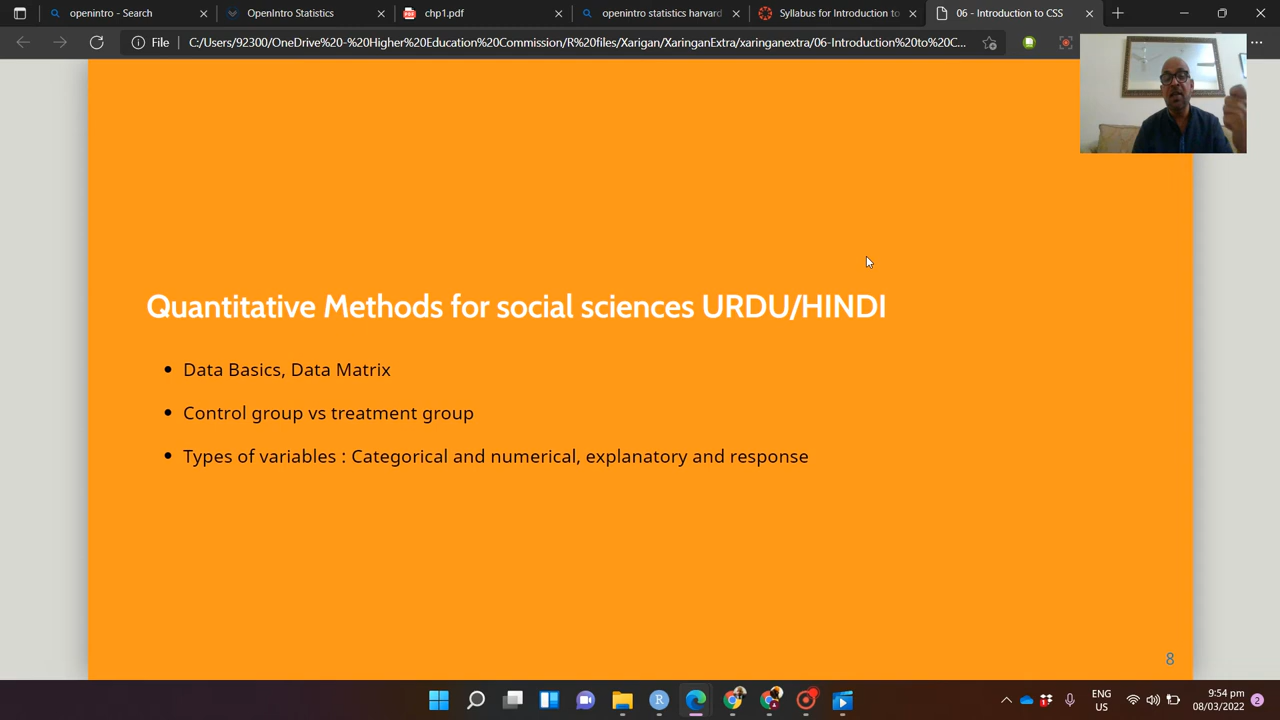 openintro - Search
OpenIntro Statistics
chp1.pdf
openintro statistics harvard
Syllabus for Introduction to
06 - Introduction to CSS
File
C:/Users/92300/OneDrive%20-%20Higher%20Education%20Commission/R%20files/Xarigan/XaringanExtra/xaringanextra/06-Introduction%20to%20C...
Quantitative Methods for social sciences URDU/HINDI
• Data Basics, Data Matrix
• Control group vs treatment group
• Types of variables : Categorical and numerical, explanatory and response
8
ENG
US
9:54 pm
08/03/2022
2